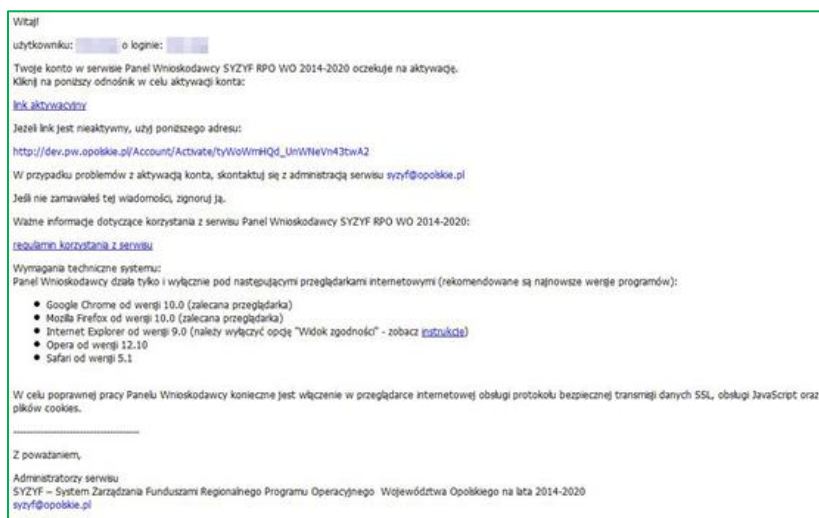 Witaj!
użytkowniku: o loginie:
Twoje konto w serwisie Panel Wnioskodawcy SYZYF RPO WO 2014-2020 oczekuje na aktywację.
Kliknij na poniższy odnośnik w celu aktywacji konta:
link aktywacyjny
Jeżeli link jest nieaktywny, użyj poniższego adresu:
http://dev.pw.opolskie.pl/Account/Activate/tyWoWmHQd_UnWNeVn43twA2
W przypadku problemów z aktywacją konta, skontaktuj się z administracją serwisu syzyf@opolskie.pl
Jeśli nie zamawiałeś tej wiadomości, zignoruj ją.
Ważne informacje dotyczące korzystania z serwisu Panel Wnioskodawcy SYZYF RPO WO 2014-2020:
regulamin korzystania z serwisu
Wymagania techniczne systemu:
Panel Wnioskodawcy działa tylko i wyłącznie pod następującymi przeglądarkami internetowymi (rekomendowane są najnowsze wersje programów):
● Google Chrome od wersji 10.0 (zalecana przeglądarka)
● Mozilla Firefox od wersji 10.0 (zalecana przeglądarka)
● Internet Explorer od wersji 9.0 (należy wyłączyć opcję "Widok zgodności" - zobacz instrukcję)
● Opera od wersji 12.10
● Safari od wersji 5.1
W celu poprawnej pracy Panelu Wnioskodawcy konieczne jest włączenie w przeglądarce internetowej obsługi protokołu bezpiecznej transmisji danych SSL, obsługi JavaScript oraz
plików cookies.
-----------------------------------
Z poważaniem,
Administratorzy serwisu
SYZYF – System Zarządzania Funduszami Regionalnego Programu Operacyjnego Województwa Opolskiego na lata 2014-2020
syzyf@opolskie.pl